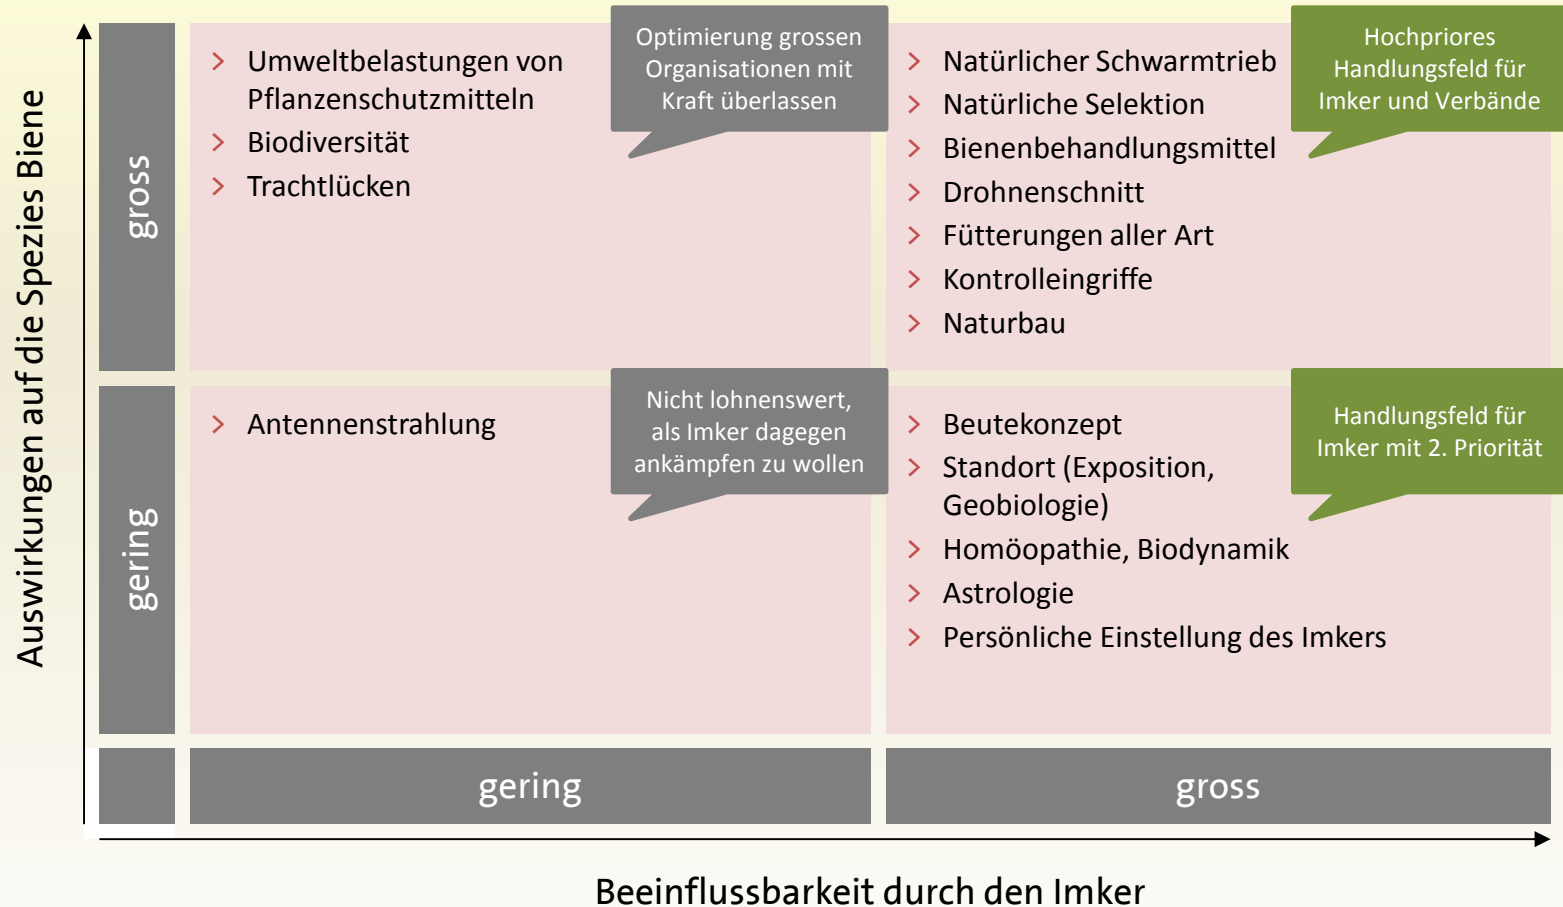 Auswirkungen auf die Spezies Biene
gross
Umweltbelastungen von
Pflanzenschutzmitteln
Biodiversität
Trachtlücken
Optimierung grossen
Organisationen mit
Kraft überlassen
Natürlicher Schwarmtrieb
Natürliche Selektion
Bienenbehandlungsmittel
Drohnenschnitt
Fütterungen aller Art
Kontrolleingriffe
Naturbau
Hochpriores
Handlungsfeld für
Imker und Verbände
gering
Antennenstrahlung
Nicht lohnenswert,
als Imker dagegen
ankämpfen zu wollen
Beutekonzept
Standort (Exposition,
Geobiologie)
Homöopathie, Biodynamik
Astrologie
Persönliche Einstellung des Imkers
Handlungsfeld für
Imker mit 2. Priorität
gering
gross
Beeinflussbarkeit durch den Imker